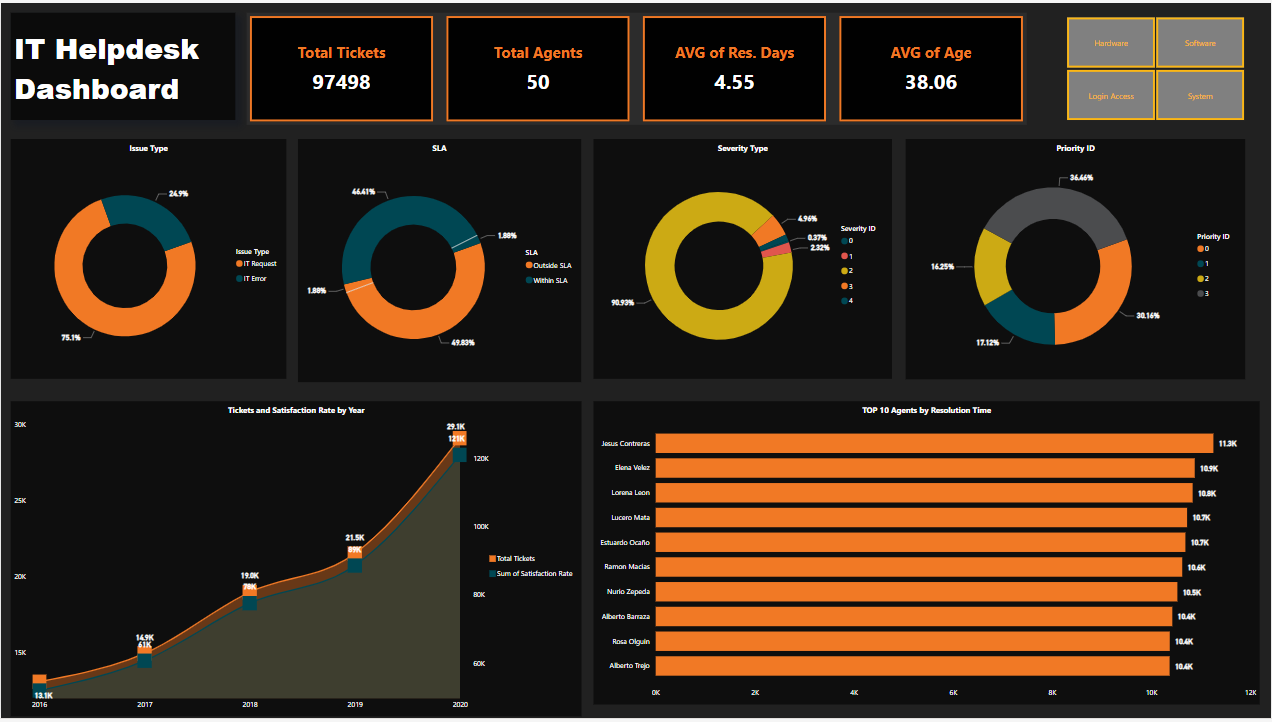 IT Helpdesk
Dashboard
Total Tickets
97498
Total Agents
50
AVG of Res. Days
4.55
AVG of Age
38.06
Hardware
Software
Login Access
System
Issue Type
24.9%
75.1%
Issue Type
IT Request
IT Error
SLA
46.41%
1.88%
1.88%
49.83%
SLA
Outside SLA
Within SLA
Severity Type
4.96%
0.37%
2.32%
90.93%
Severity ID
0
1
2
3
4
Priority ID
36.46%
16.25%
17.12%
30.16%
Priority ID
0
1
2
3
Tickets and Satisfaction Rate by Year
30K
25K
20K
15K
29.1K
121K
21.5K
89K
19.0K
78K
14.9K
61K
13.1K
120K
100K
80K
60K
2016
2017
2018
2019
2020
Total Tickets
Sum of Satisfaction Rate
TOP 10 Agents by Resolution Time
Jesus Contreras
11.3K
Elena Velez
10.9K
Lorena Leon
10.8K
Lucero Mata
10.7K
Estuardo Ocaño
10.7K
Ramon Macias
10.6K
Nurio Zepeda
10.5K
Alberto Barraza
10.4K
Rosa Olguin
10.4K
Alberto Trejo
10.4K
0K
2K
4K
6K
8K
10K
12K